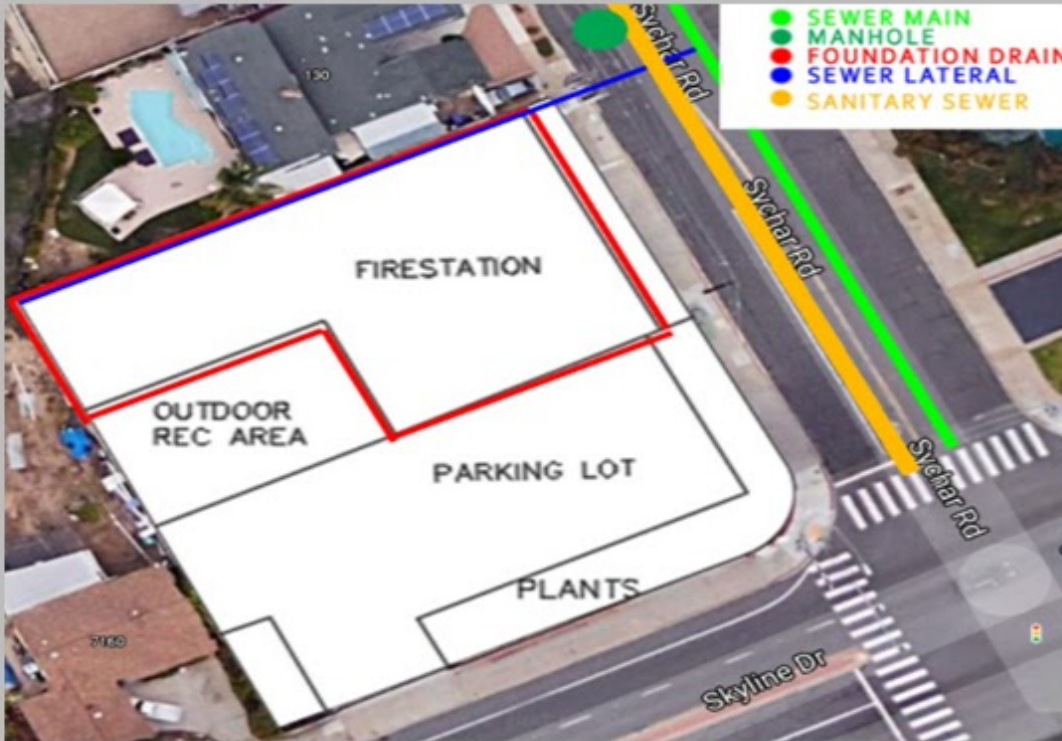 SEWER MAIN
MANHOLE
FOUNDATION DRAIN
SEWER LATERAL
SANITARY SEWER
Sychar Rd
130
Sychar Rd
FIRESTATION
OUTDOOR
REC AREA
PARKING LOT
Sychar Rd
PLANTS
7160
Skyline Dr